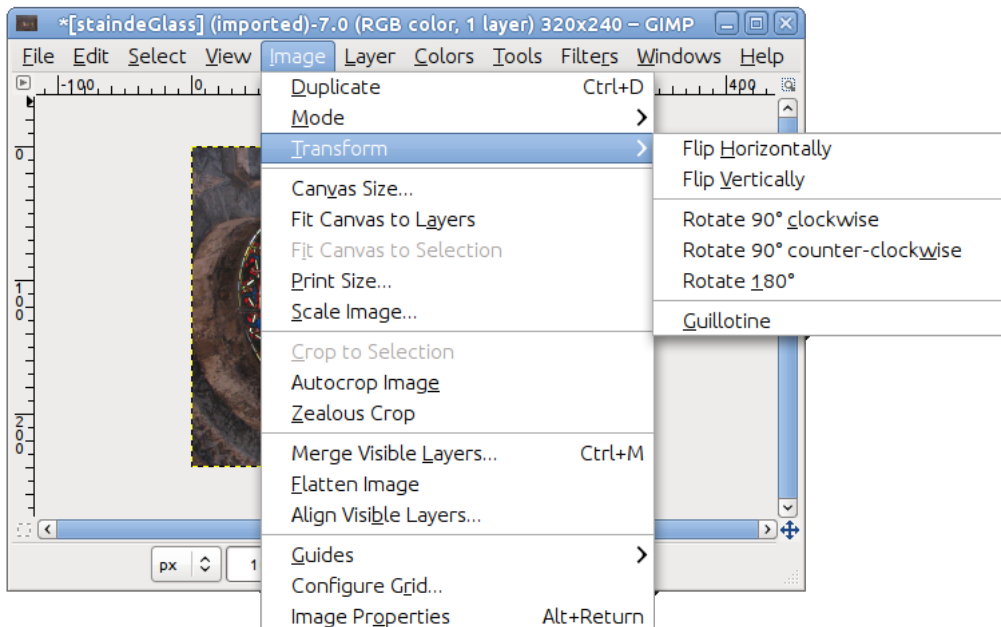 *[staindeGlass] (imported)-7.0 (RGB color, 1 layer) 320x240 – GIMP
File Edit Select View Image Layer Colors Tools Filters Windows Help
-100 0 400
Duplicate Ctrl+D
Mode
Transform
Flip Horizontally
Flip Vertically
Rotate 90° clockwise
Rotate 90° counter-clockwise
Rotate 180°
Guillotine
Canvas Size...
Fit Canvas to Layers
Fit Canvas to Selection
Print Size...
Scale Image...
Crop to Selection
Autocrop Image
Zealous Crop
Merge Visible Layers... Ctrl+M
Flatten Image
Align Visible Layers...
Guides
Configure Grid...
Image Properties Alt+Return
0
100
200
px 1